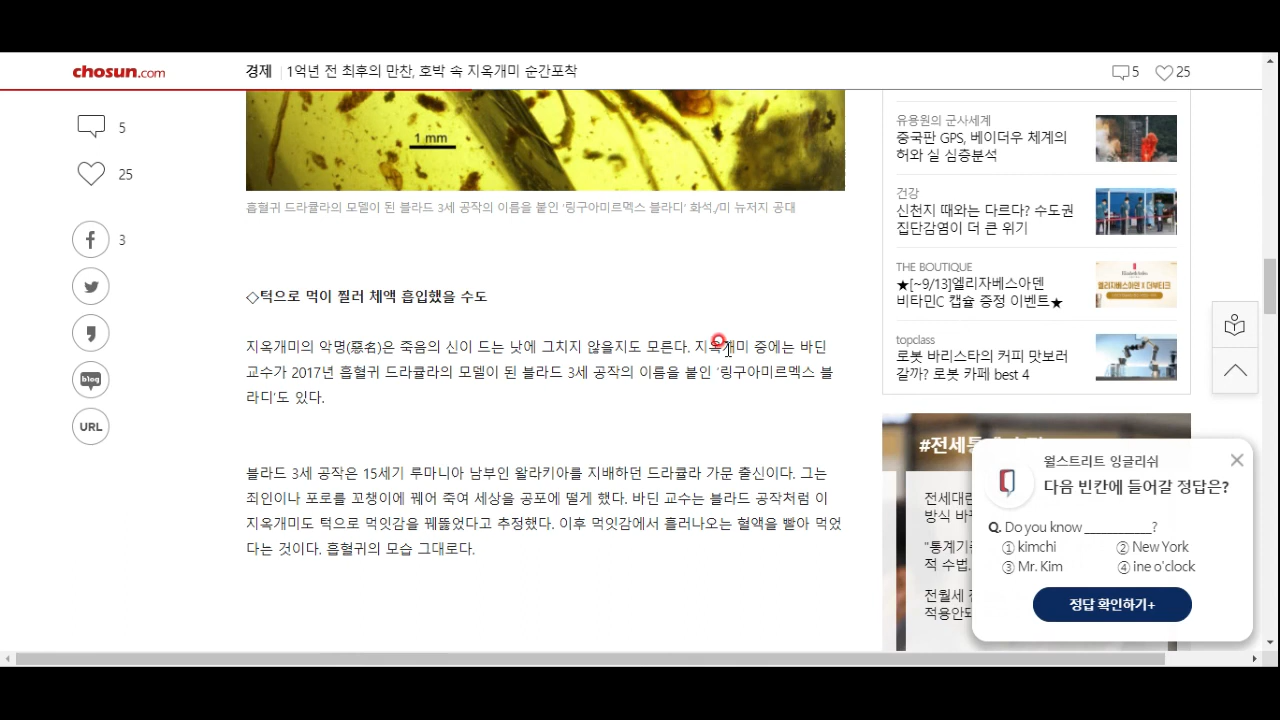 chosun.com
경제
1억년 전 최후의 만찬, 호박 속 지옥개미 순간포착
5
25
5
25
3
blog
URL
1 mm
흡혈귀 드라큘라의 모델이 된 블라드 3세 공작의 이름을 붙인 '링구아미르멕스 블라디' 화석./미 뉴저지 공대
◇턱으로 먹이 찔러 체액 흡입했을 수도
지옥개미의 악명(惡名)은 죽음의 신이 드는 낫에 그치지 않을지도 모른다. 지옥개미 중에는 바딘
교수가 2017년 흡혈귀 드라큘라의 모델이 된 블라드 3세 공작의 이름을 붙인 '링구아미르멕스 블
라디'도 있다.
블라드 3세 공작은 15세기 루마니아 남부인 왈라키아를 지배하던 드라큘라 가문 출신이다. 그는
죄인이나 포로를 꼬챙이에 꿰어 죽여 세상을 공포에 떨게 했다. 바딘 교수는 블라드 공작처럼 이
지옥개미도 턱으로 먹잇감을 꿰뚫었다고 추정했다. 이후 먹잇감에서 흘러나오는 혈액을 빨아 먹었
다는 것이다. 흡혈귀의 모습 그대로다.
유용원의 군사세계
중국판 GPS, 베이더우 체계의
허와 실 심층분석
건강
신천지 때와는 다르다? 수도권
집단감염이 더 큰 위기
THE BOUTIQUE
★[~9/13]엘리자베스아덴
비타민C 캡슐 증정 이벤트★
topclass
로봇 바리스타의 커피 맛보러
갈까? 로봇 카페 best 4
#전세
전세대
방식 바
"통계기
적 수법
전월세
적용안되
월스트리트 잉글리쉬
다음 빈칸에 들어갈 정답은?
Q. Do you know __________?
① kimchi ② New York
③ Mr. Kim ④ ine o'clock
정답 확인하기+